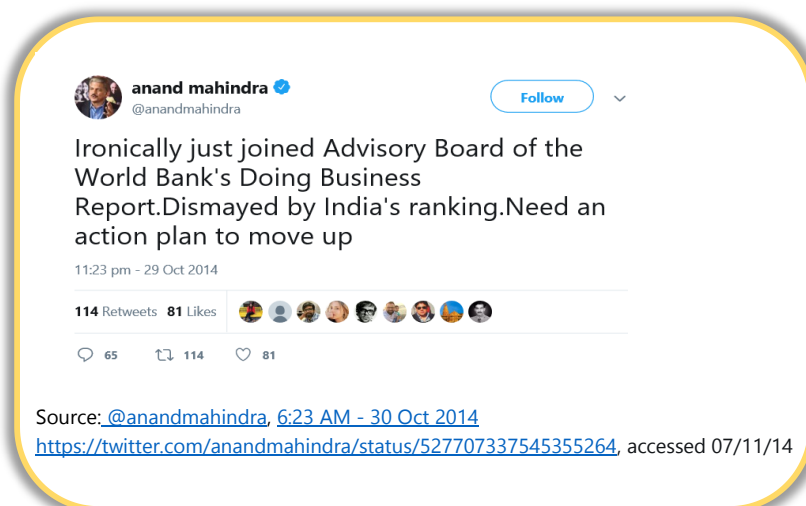 anand mahindra
@anandmahindra
Follow
Ironically just joined Advisory Board of the
World Bank's Doing Business
Report.Dismayed by India's ranking.Need an
action plan to move up
11:23 pm - 29 Oct 2014
114 Retweets 81 Likes
65 114 81
Source: @anandmahindra, 6:23 AM - 30 Oct 2014
https://twitter.com/anandmahindra/status/527707337545355264, accessed 07/11/14